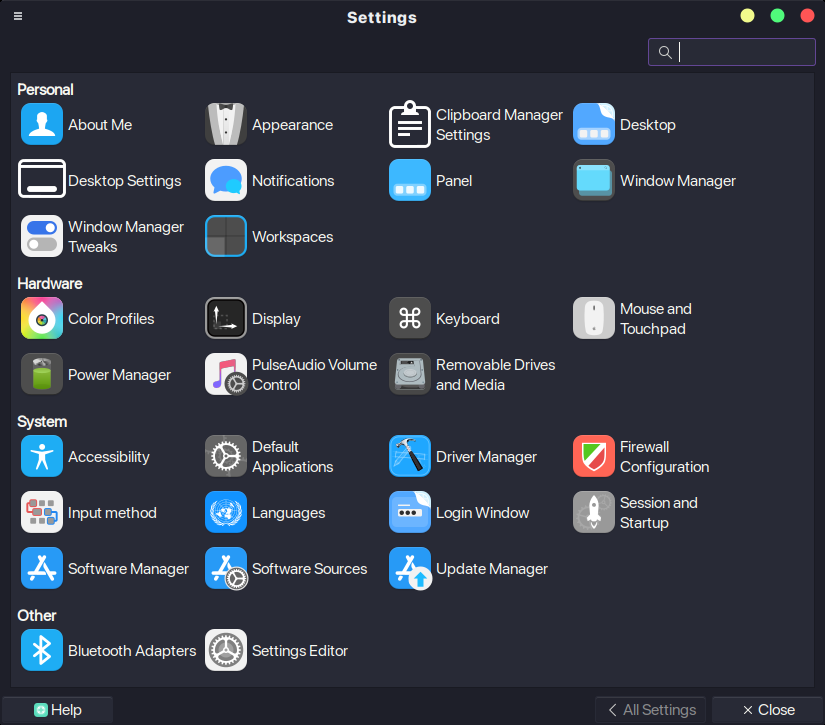 Settings
Personal
About Me
Appearance
Clipboard Manager
Settings
Desktop
Desktop Settings
Notifications
Panel
Window Manager
Window Manager
Tweaks
Workspaces
Hardware
Color Profiles
Display
Keyboard
Mouse and
Touchpad
Power Manager
PulseAudio Volume
Control
Removable Drives
and Media
System
Accessibility
Default
Applications
Driver Manager
Firewall
Configuration
Input method
Languages
Login Window
Session and
Startup
Software Manager
Software Sources
Update Manager
Other
Bluetooth Adapters
Settings Editor
Help
All Settings
Close